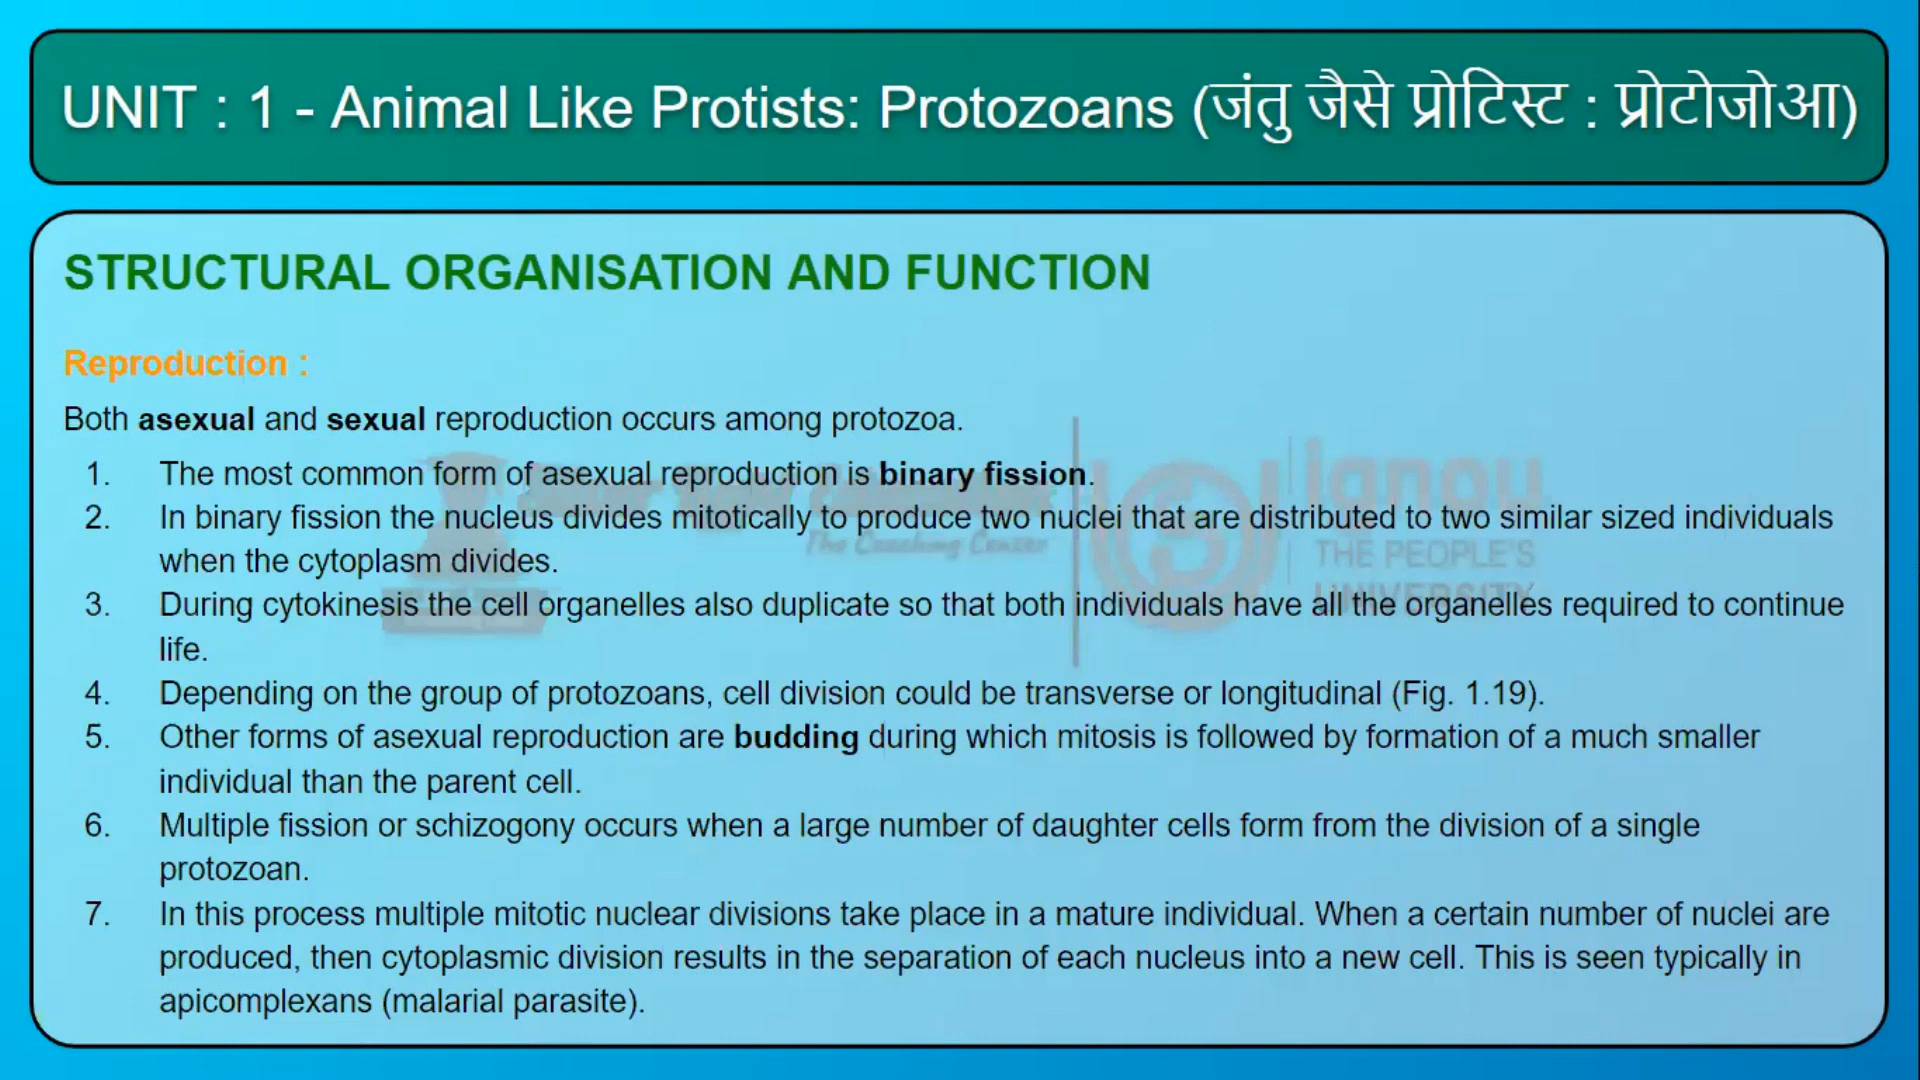 UNIT : 1 - Animal Like Protists: Protozoans (जंतु जैसे प्रोटिस्ट : प्रोटोजोआ)
STRUCTURAL ORGANISATION AND FUNCTION
Reproduction :
Both asexual and sexual reproduction occurs among protozoa.
1. The most common form of asexual reproduction is binary fission.
2. In binary fission the nucleus divides mitotically to produce two nuclei that are distributed to two similar sized individuals
when the cytoplasm divides.
3. During cytokinesis the cell organelles also duplicate so that both individuals have all the organelles required to continue
life.
4. Depending on the group of protozoans, cell division could be transverse or longitudinal (Fig. 1.19).
5. Other forms of asexual reproduction are budding during which mitosis is followed by formation of a much smaller
individual than the parent cell.
6. Multiple fission or schizogony occurs when a large number of daughter cells form from the division of a single
protozoan.
7. In this process multiple mitotic nuclear divisions take place in a mature individual. When a certain number of nuclei are
produced, then cytoplasmic division results in the separation of each nucleus into a new cell. This is seen typically in
apicomplexans (malarial parasite).
The Coaching Center
ignou
THE PEOPLE'S
UNIVERSITY